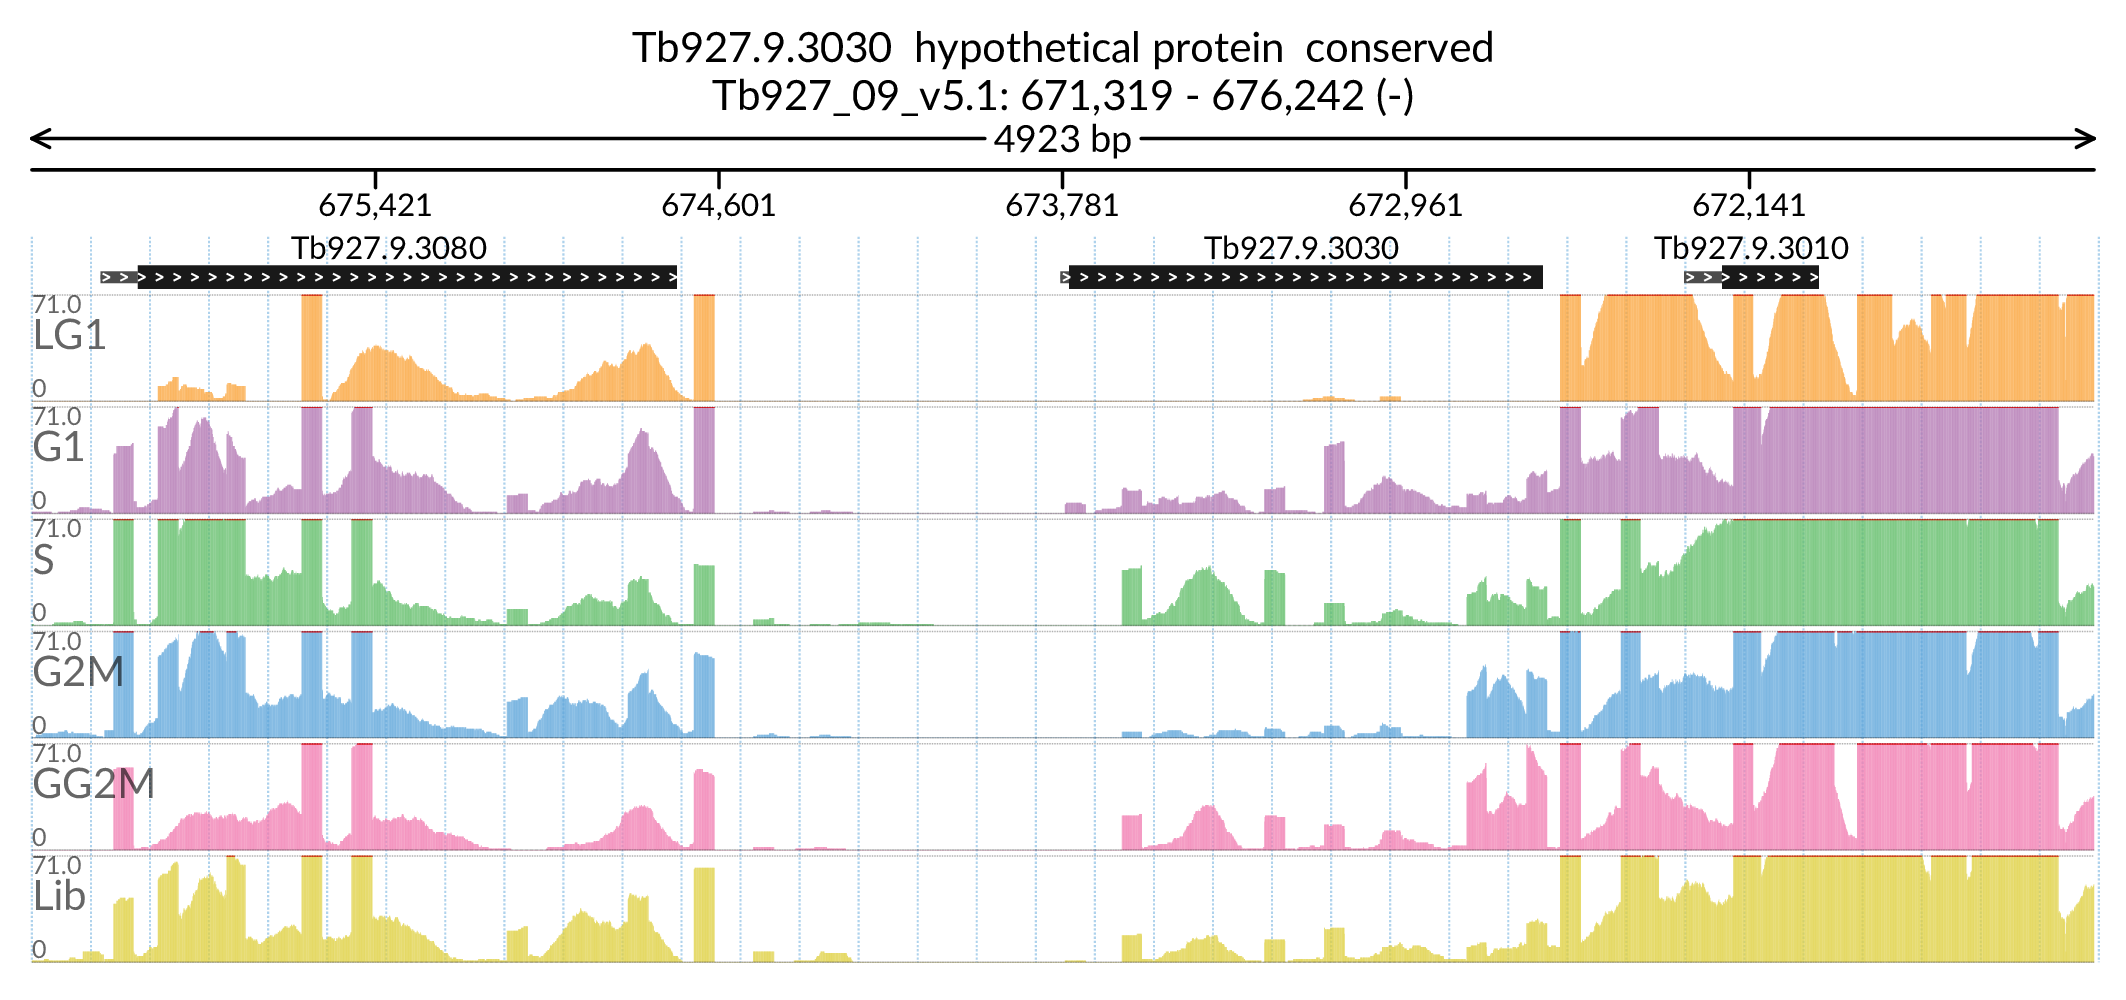 Tb927.9.3030 hypothetical protein conserved
Tb927_09_v5.1: 671,319 - 676,242 (-)
4923 bp
675,421 674,601 673,781 672,961 672,141
Tb927.9.3080 Tb927.9.3030 Tb927.9.3010
71.0
LG1
0
71.0
G1
0
71.0
S
0
71.0
G2M
0
71.0
GG2M
0
71.0
Lib
0